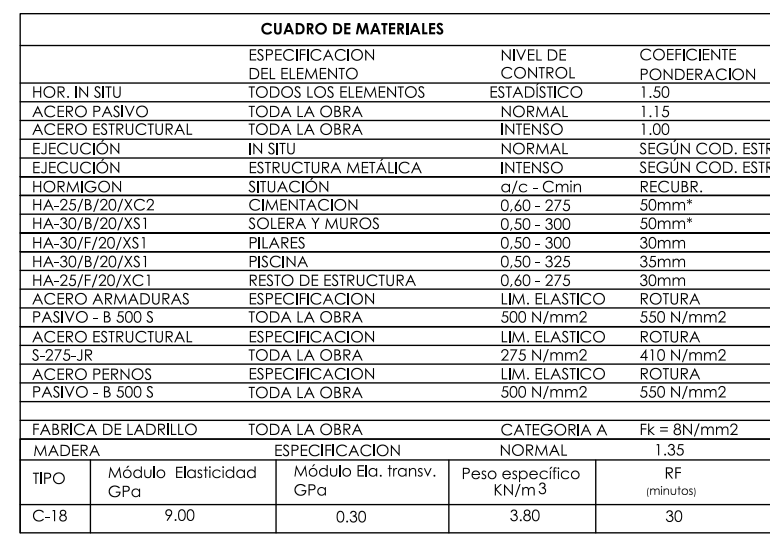 CUADRO DE MATERIALES
ESPECIFICACION DEL ELEMENTO NIVEL DE CONTROL COEFICIENTE PONDERACION
HOR. IN SITU TODOS LOS ELEMENTOS ESTADÍSTICO 1.50
ACERO PASIVO TODA LA OBRA NORMAL 1.15
ACERO ESTRUCTURAL TODA LA OBRA INTENSO 1.00
EJECUCIÓN IN SITU NORMAL SEGÚN COD. ESTR
EJECUCIÓN ESTRUCTURA METÁLICA INTENSO SEGÚN COD. ESTR
HORMIGON SITUACIÓN a/c - Cmin RECUBR.
HA-25/B/20/XC2 CIMENTACION 0,60 - 275 50mm*
HA-30/B/20/XS1 SOLERA Y MUROS 0,50 - 300 50mm*
HA-30/F/20/XS1 PILARES 0,50 - 300 30mm
HA-30/B/20/XS1 PISCINA 0,50 - 325 35mm
HA-25/F/20/XC1 RESTO DE ESTRUCTURA 0,60 - 275 30mm
ACERO ARMADURAS ESPECIFICACION LIM. ELASTICO ROTURA
PASIVO - B 500 S TODA LA OBRA 500 N/mm2 550 N/mm2
ACERO ESTRUCTURAL ESPECIFICACION LIM. ELASTICO ROTURA
S-275-JR TODA LA OBRA 275 N/mm2 410 N/mm2
ACERO PERNOS ESPECIFICACION LIM. ELASTICO ROTURA
PASIVO - B 500 S TODA LA OBRA 500 N/mm2 550 N/mm2
FABRICA DE LADRILLO TODA LA OBRA CATEGORIA A Fk = 8N/mm2
MADERA ESPECIFICACION NORMAL 1.35
TIPO Módulo Elasticidad GPa Módulo Ela. transv. GPa Peso específico KN/m3 RF (minutos)
C-18 9.00 0.30 3.80 30